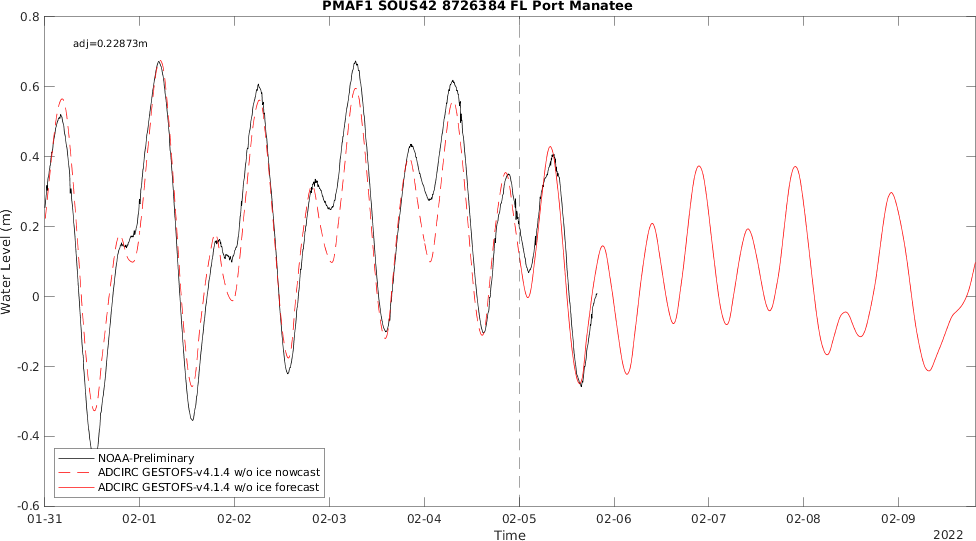 PMAF1 SOUS42 8726384 FL Port Manatee
adj=0.22873m
0.8
0.6
0.4
0.2
0
-0.2
-0.4
-0.6
Water Level (m)
NOAA-Preliminary
ADCIRC GESTOFS-v4.1.4 w/o ice nowcast
ADCIRC GESTOFS-v4.1.4 w/o ice forecast
01-31 02-01 02-02 02-03 02-04 02-05 02-06 02-07 02-08 02-09
Time
2022